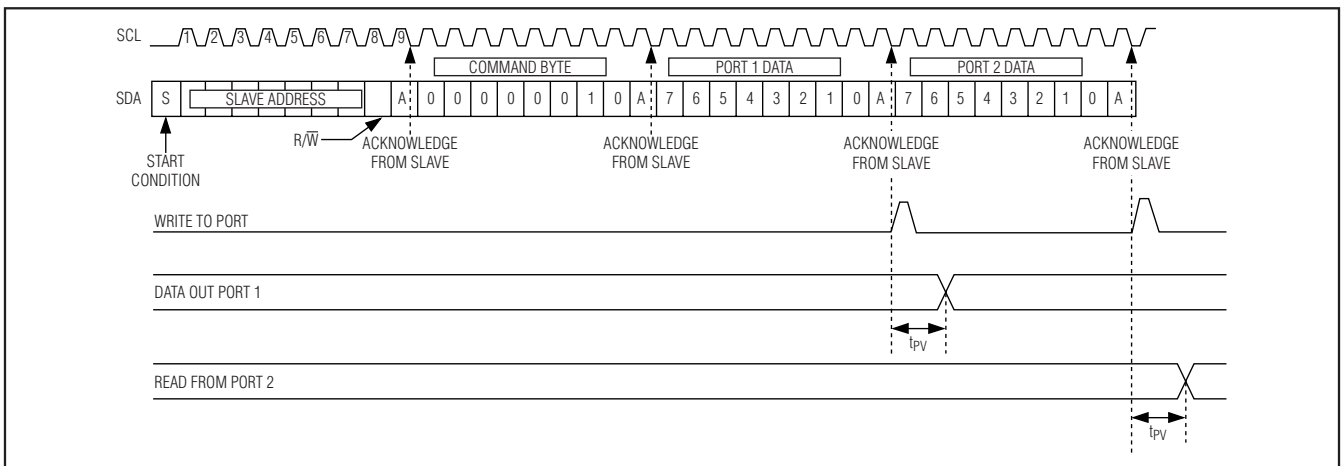 SCL 1 2 3 4 5 6 7 8 9
COMMAND BYTE PORT 1 DATA PORT 2 DATA
SDA S SLAVE ADDRESS A 0 0 0 0 0 0 1 0 A 7 6 5 4 3 2 1 0 A 7 6 5 4 3 2 1 0 A
R/W̅ ACKNOWLEDGE ACKNOWLEDGE ACKNOWLEDGE ACKNOWLEDGE
START FROM SLAVE FROM SLAVE FROM SLAVE FROM SLAVE
CONDITION
WRITE TO PORT
DATA OUT PORT 1
tPV
READ FROM PORT 2
tPV